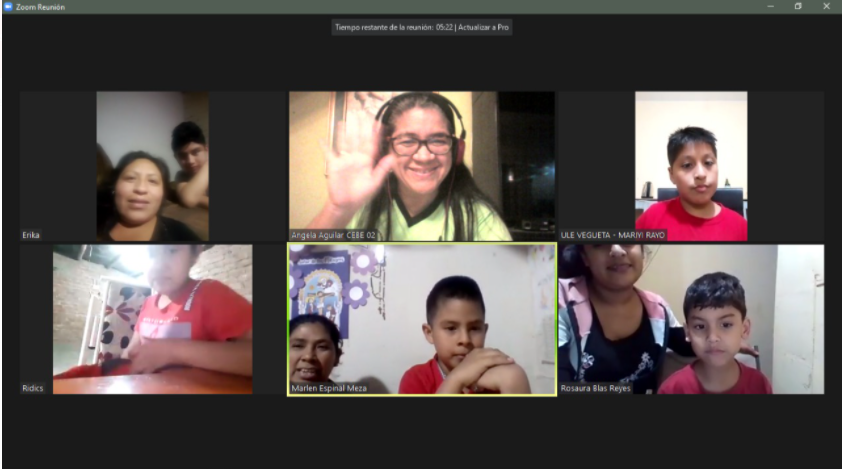 Zoom Reunión
Tiempo restante de la reunión: 05:22 | Actualizar a Pro
Erika
Angela Aguilar CEBE 02
ULE VEGUETA - MARIYI RAYO
Ridics
Marlen Espinal Meza
Rosaura Blas Reyes